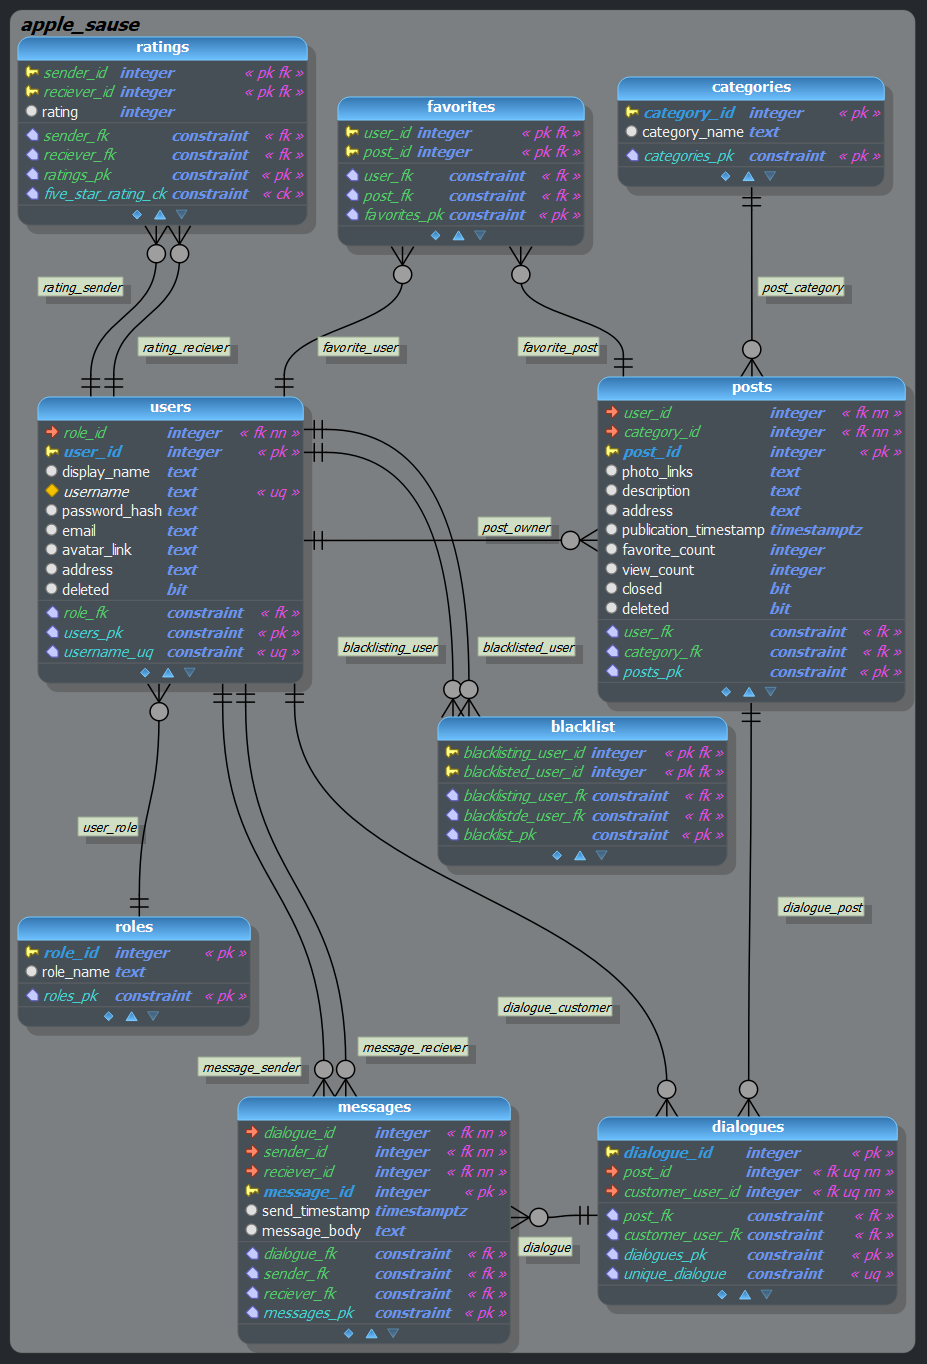 apple_sause
ratings
sender_id integer « pk fk »
reciever_id integer « pk fk »
rating integer
sender_fk constraint « fk »
reciever_fk constraint « fk »
ratings_pk constraint « pk »
five_star_rating_ck constraint « ck »
favorites
user_id integer « pk fk »
post_id integer « pk fk »
user_fk constraint « fk »
post_fk constraint « fk »
favorites_pk constraint « pk »
categories
category_id integer « pk »
category_name text
categories_pk constraint « pk »
rating_sender
rating_reciever
favorite_user
favorite_post
post_category
users
role_id integer « fk nn »
user_id integer « pk »
display_name text
username text « uq »
password_hash text
email text
avatar_link text
address text
deleted bit
role_fk constraint « fk »
users_pk constraint « pk »
username_uq constraint « uq »
posts
user_id integer « fk nn »
category_id integer « fk nn »
post_id integer « pk »
photo_links text
description text
address text
publication_timestamp timestamptz
favorite_count integer
view_count integer
closed bit
deleted bit
user_fk constraint « fk »
category_fk constraint « fk »
posts_pk constraint « pk »
post_owner
blacklisting_user
blacklisted_user
blacklist
blacklisting_user_id integer « pk fk »
blacklisted_user_id integer « pk fk »
blacklisting_user_fk constraint « fk »
blacklistde_user_fk constraint « fk »
blacklist_pk constraint « pk »
user_role
dialogue_post
roles
role_id integer « pk »
role_name text
roles_pk constraint « pk »
dialogue_customer
message_sender
message_reciever
messages
dialogue_id integer « fk nn »
sender_id integer « fk nn »
reciever_id integer « fk nn »
message_id integer « pk »
send_timestamp timestamptz
message_body text
dialogue_fk constraint « fk »
sender_fk constraint « fk »
reciever_fk constraint « fk »
messages_pk constraint « pk »
dialogue
dialogues
dialogue_id integer « pk »
post_id integer « fk uq nn »
customer_user_id integer « fk uq nn »
post_fk constraint « fk »
customer_user_fk constraint « fk »
dialogues_pk constraint « pk »
unique_dialogue constraint « uq »